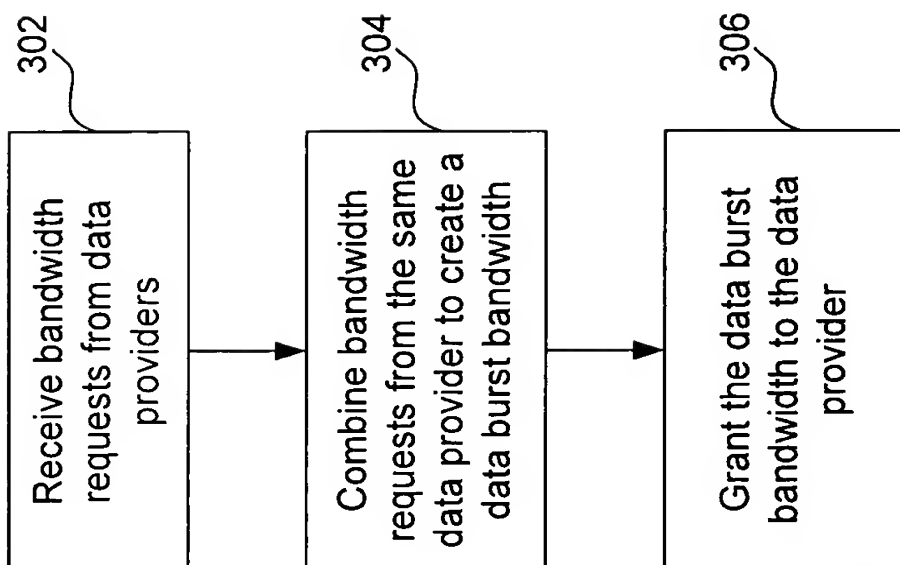 302
Receive bandwidth
requests from data
providers
304
Combine bandwidth
requests from the same
data provider to create a
data burst bandwidth
306
Grant the data burst
bandwidth to the data
provider